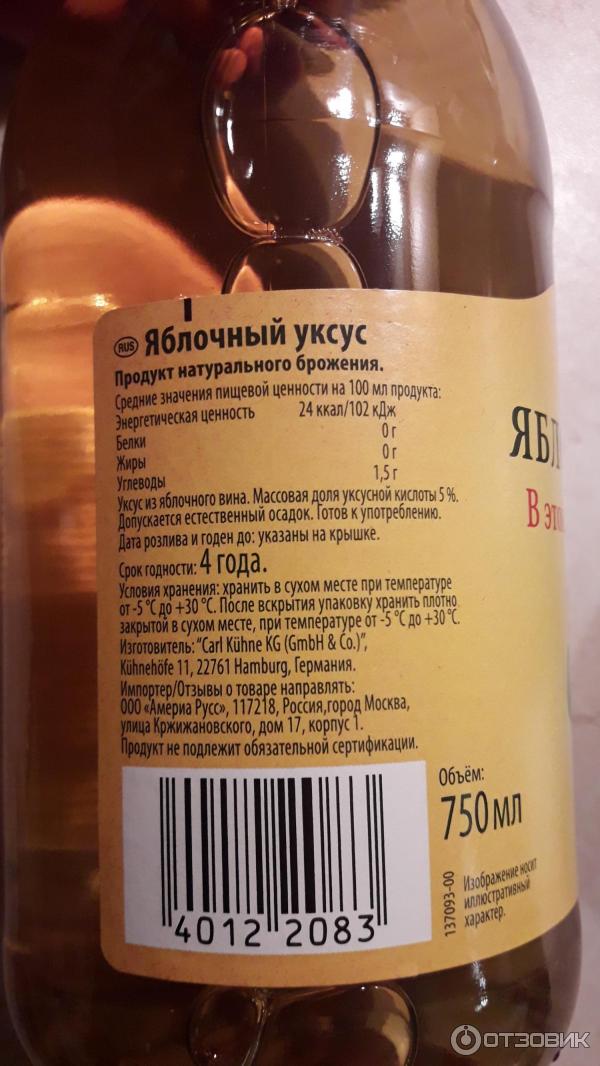 RUS Яблочный уксус
Продукт натурального брожения.
Средние значения пищевой ценности на 100 мл продукта:
Энергетическая ценность 24 ккал/102 кДж
Белки 0 г
Жиры 0 г
Углеводы 1,5 г
Уксус из яблочного вина. Массовая доля уксусной кислоты 5 %.
Допускается естественный осадок. Готов к употреблению.
Дата розлива и годен до: указаны на крышке.
Срок годности: 4 года.
Условия хранения: хранить в сухом месте при температуре
от -5 °C до +30 °C. После вскрытия упаковку хранить плотно
закрытой в сухом месте, при температуре от -5 °C до +30 °C.
Изготовитель: "Carl Kühne KG (GmbH & Co.)",
Kühnehöfe 11, 22761 Hamburg, Германия.
Импортер/Отзывы о товаре направлять:
ООО «Америа Русс», 117218, Россия,город Москва,
улица Кржижановского, дом 17, корпус 1.
Продукт не подлежит обязательной сертификации.
4012 2083
Объём:
750 мл
137093-00
Изображение носит
иллюстративный
характер.
ЯБЛ
В это
ОТЗОВИК